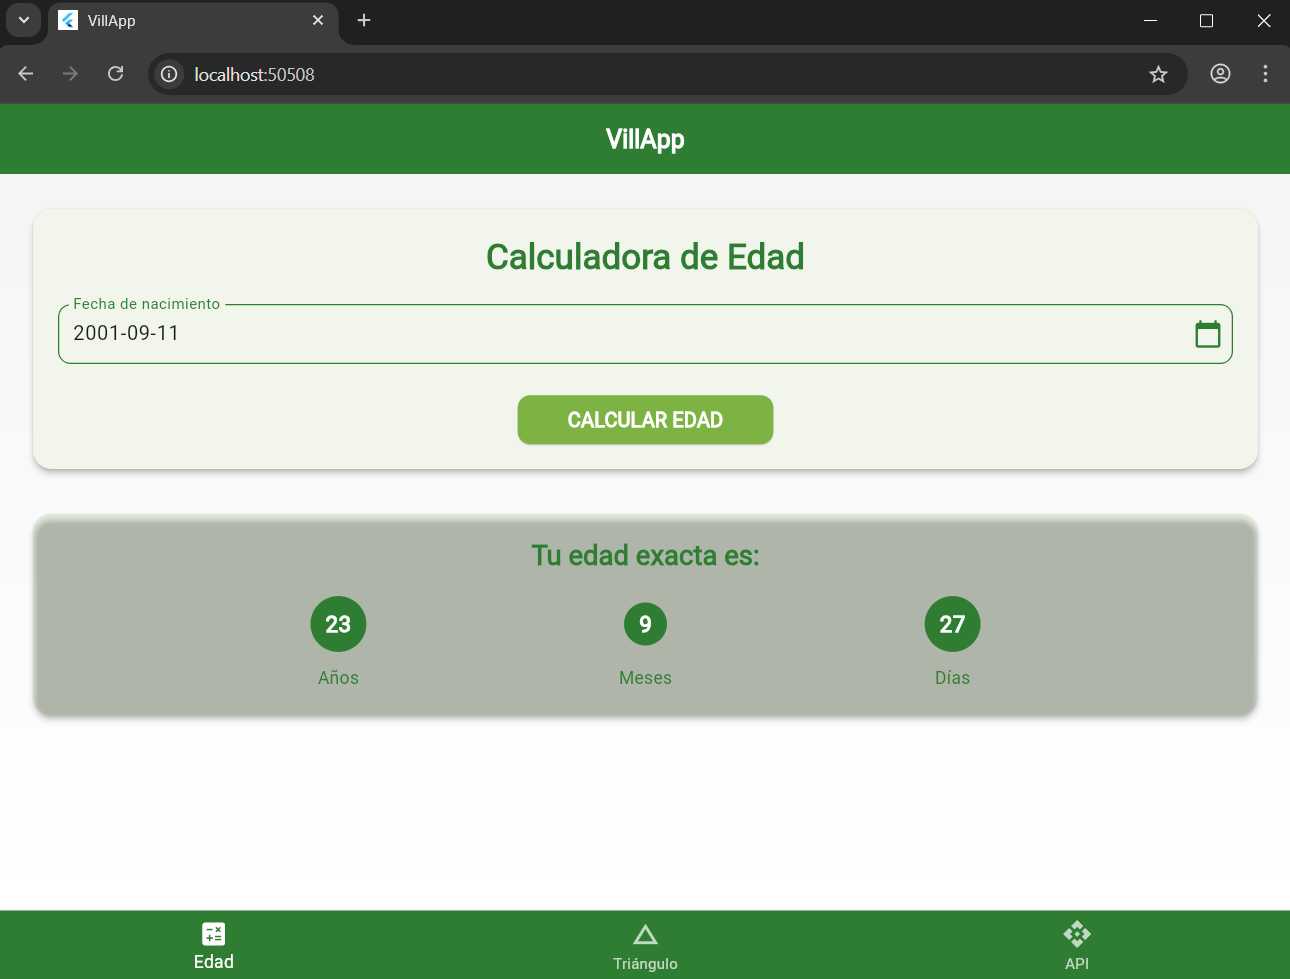 VillApp
localhost:50508
VillApp
Calculadora de Edad
Fecha de nacimiento
2001-09-11
CALCULAR EDAD
Tu edad exacta es:
23 9 27
Años Meses Días
Edad Triángulo API